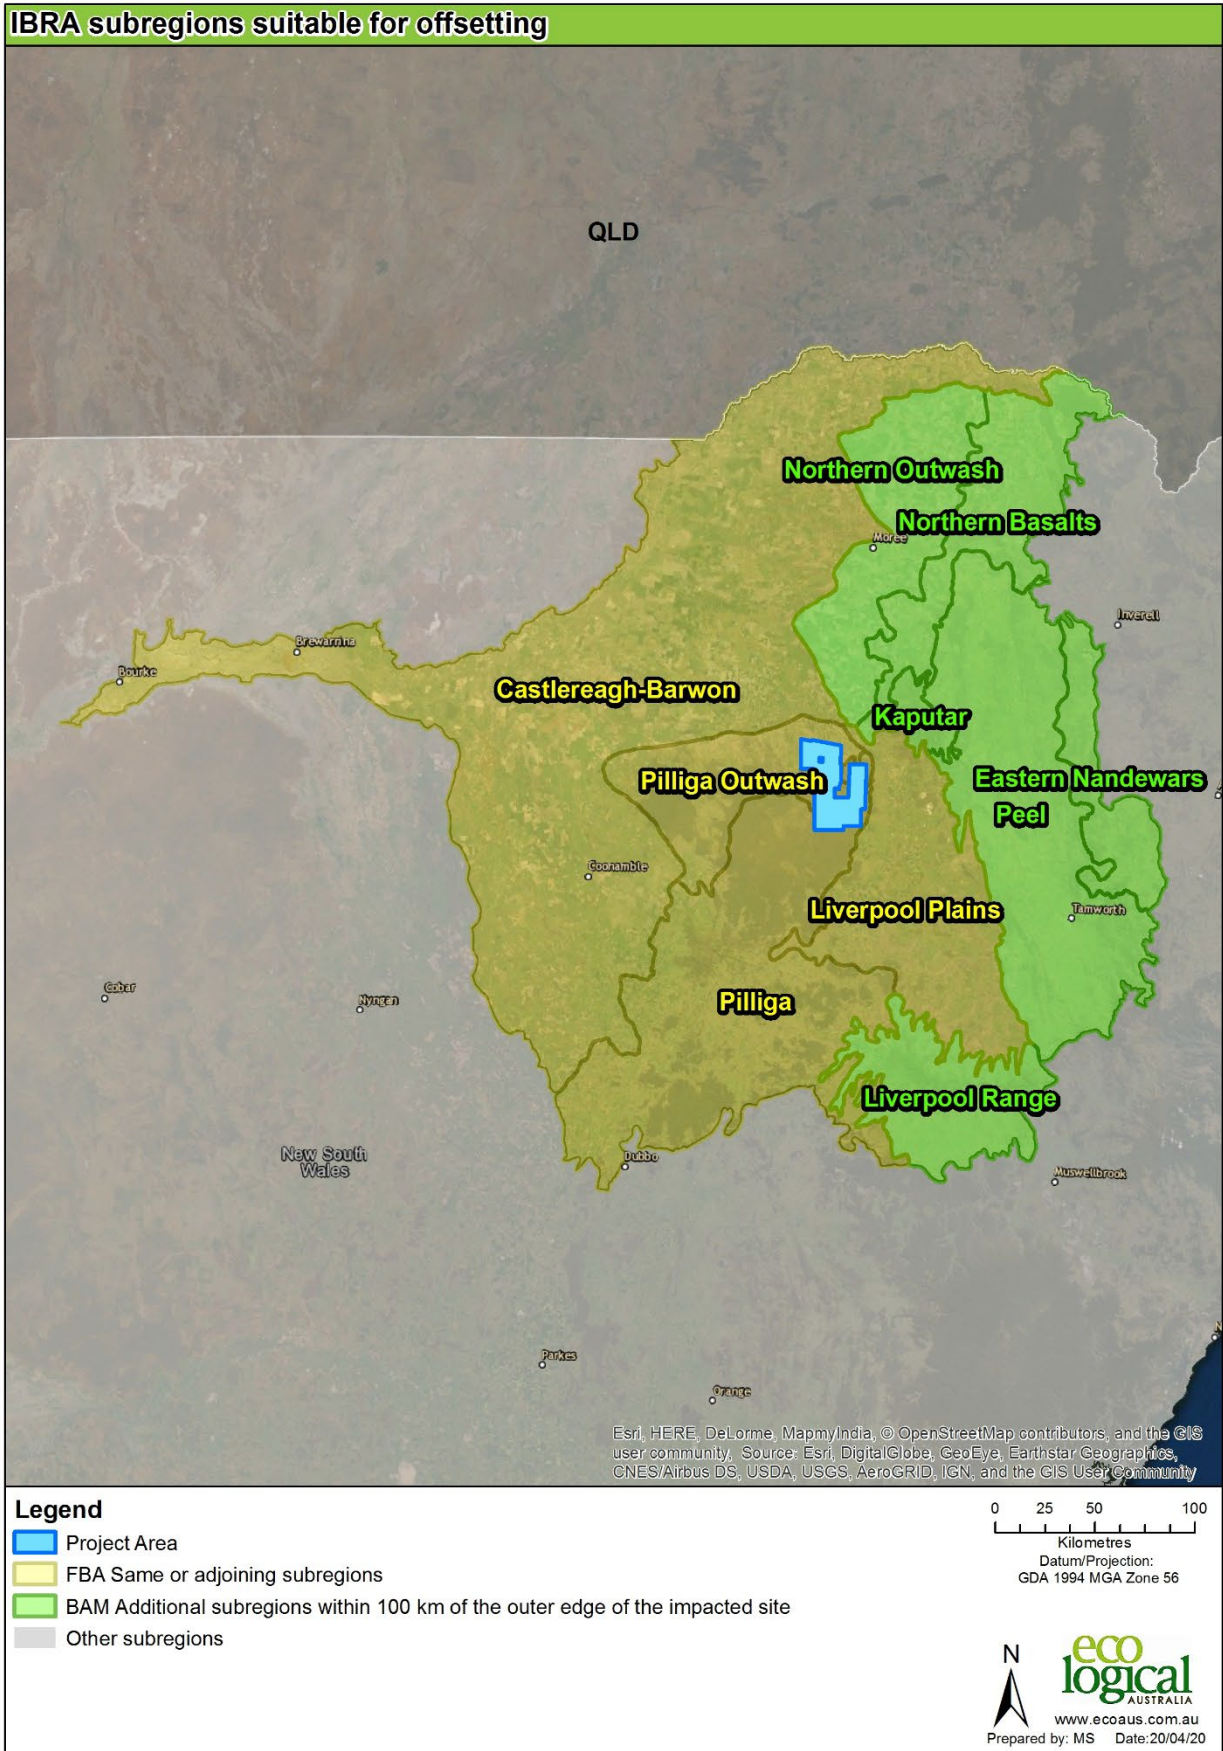 IBRA subregions suitable for offsetting
QLD
Northern Outwash
Northern Basalts
Moree
Inverell
Brewarrina
Bourke
Castlereagh-Barwon
Kaputar
Pilliga Outwash
Eastern Nandewars
Peel
Coonamble
Liverpool Plains
Tamworth
Cobar
Nyngan
Pilliga
Liverpool Range
New South
Wales
Dubbo
Muswellbrook
Parkes
Orange
Esri, HERE, DeLorme, MapmyIndia, © OpenStreetMap contributors, and the GIS
user community, Source: Esri, DigitalGlobe, GeoEye, Earthstar Geographics,
CNES/Airbus DS, USDA, USGS, AeroGRID, IGN, and the GIS User Community
Legend
Project Area
FBA Same or adjoining subregions
BAM Additional subregions within 100 km of the outer edge of the impacted site
Other subregions
0 25 50 100
Kilometres
Datum/Projection:
GDA 1994 MGA Zone 56
N
eco
logical
AUSTRALIA
www.ecoaus.com.au
Prepared by: MS Date:20/04/20